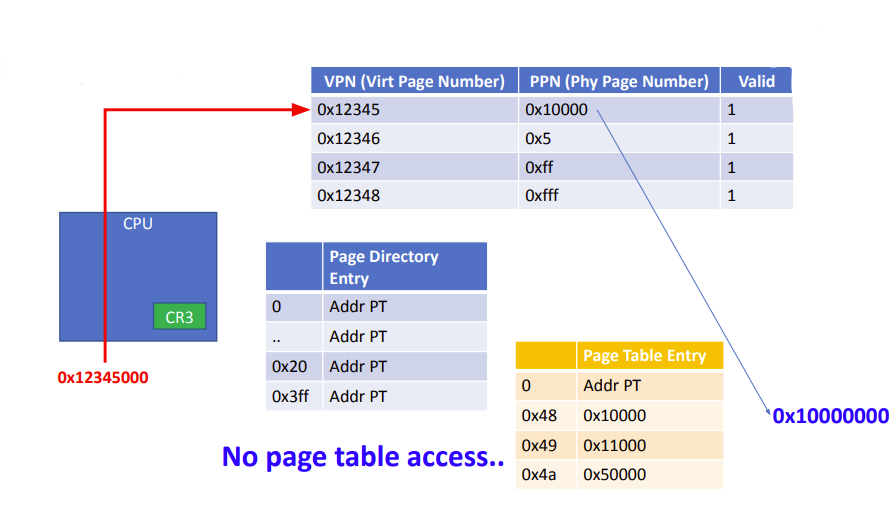 VPN (Virt Page Number) PPN (Phy Page Number) Valid
0x12345 0x10000 1
0x12346 0x5 1
0x12347 0xff 1
0x12348 0xfff 1
CPU
CR3
0x12345000
Page Directory
Entry
0 Addr PT
.. Addr PT
0x20 Addr PT
0x3ff Addr PT
Page Table Entry
0 Addr PT
0x48 0x10000
0x49 0x11000
0x4a 0x50000
0x10000000
No page table access..